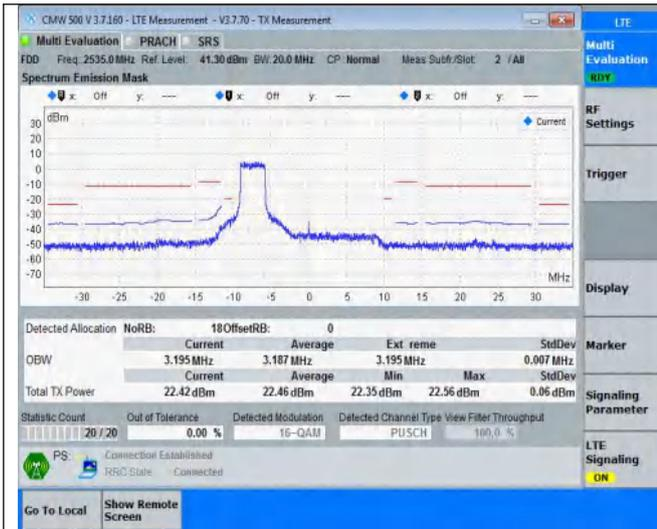 CMW 500 V 3.7.160 - LTE Measurement - V3.7.70 - TX Measurement
LTE
Multi Evaluation PRACH SRS
Multi Evaluation
RDY
FDD Freq.:2535.0 MHz Ref. Level: 41.30 dBm BW: 20.0 MHz CP: Normal Meas Subfr./Slot: 2 / All
Spectrum Emission Mask
x: Off y: --- x: Off y: --- x: Off y: ---
dBm
Current
30
20
10
0
-10
-20
-30
-40
-50
-60
-70
MHz
-30 -25 -20 -15 -10 -5 0 5 10 15 20 25 30
RF Settings
Trigger
Display
Detected Allocation NoRB: 18OffsetRB: 0
Current Average Ext reme StdDev
OBW 3.195 MHz 3.187 MHz 3.195 MHz 0.007 MHz
Current Average Min Max StdDev
Total TX Power 22.42 dBm 22.46 dBm 22.35 dBm 22.56 dBm 0.06 dBm
Marker
Signaling Parameter
Statistic Count Out of Tolerance Detected Modulation Detected Channel Type View Filter Throughput
20 / 20 0.00 % 16-QAM PUSCH 100.0 %
PS: Connection Established
RRC State Connected
LTE Signaling
ON
Go To Local
Show Remote Screen